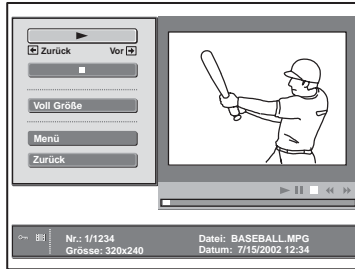 Zurück Vor
Voll Größe
Menü
Zurück
Nr.: 1/1234 Datei: BASEBALL.MPG
Grösse: 320x240 Datum: 7/15/2002 12:34